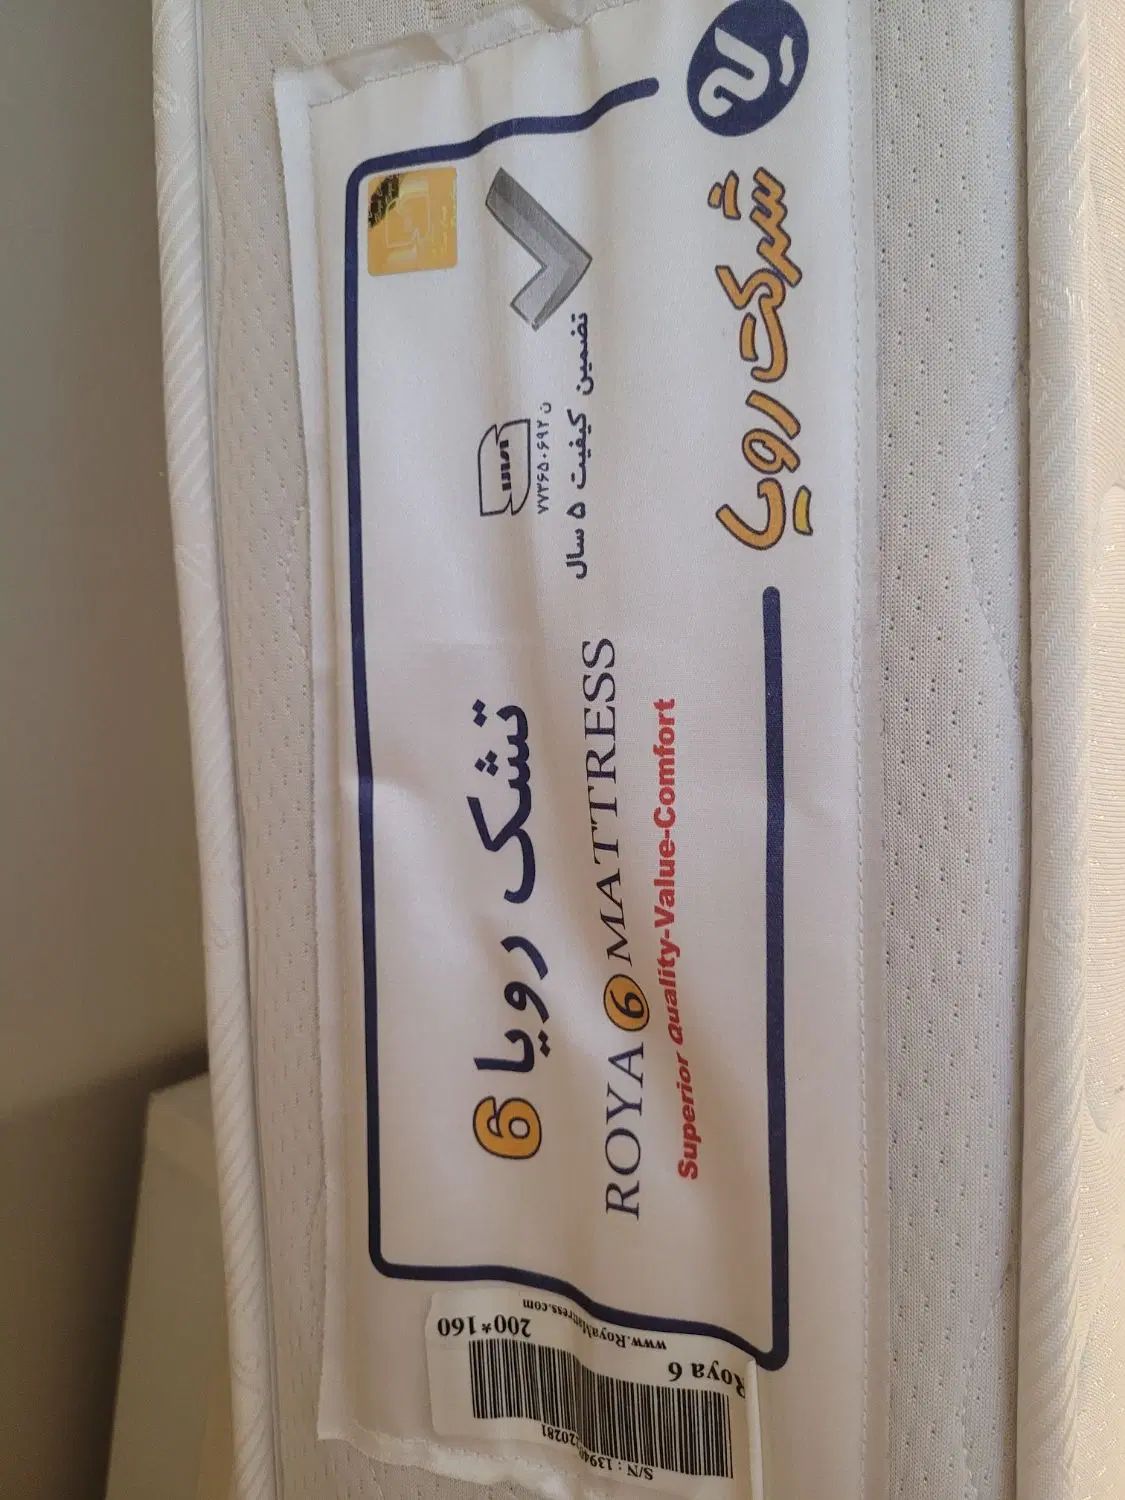 شرکت رویا
تضمین کیفیت ۵ سال
ن ۷۷۳۶۵۰۶۹۲
تشک رویا 6
ROYA 6 MATTRESS
Superior Quality-Value-Comfort
Roya 6
www.RoyaMattress.com
200*160